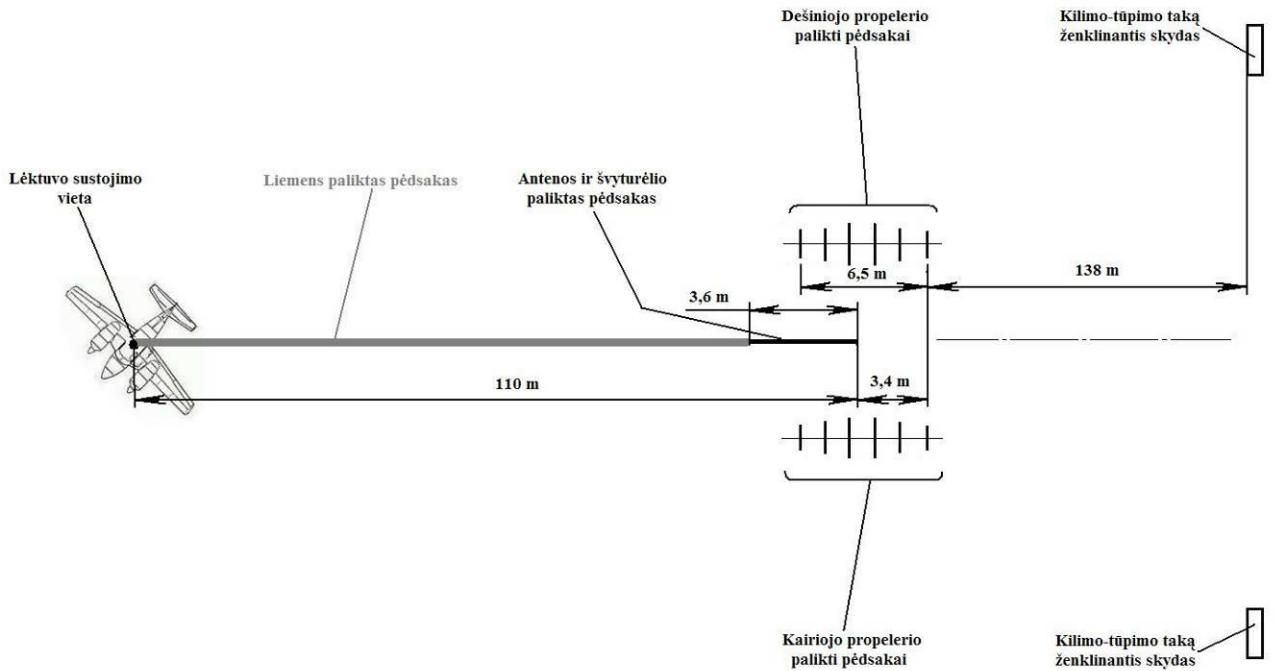 Dešiniojo propelerio
palikti pėdsakai
Kilimo-tūpimo taką
ženklinantis skydas
Lėktuvo sustojimo
vieta
Liemens paliktas pėdsakas
Antenos ir švyturėlio
paliktas pėdsakas
6,5 m
138 m
3,6 m
110 m
3,4 m
Kairiojo propelerio
palikti pėdsakai
Kilimo-tūpimo taką
ženklinantis skydas